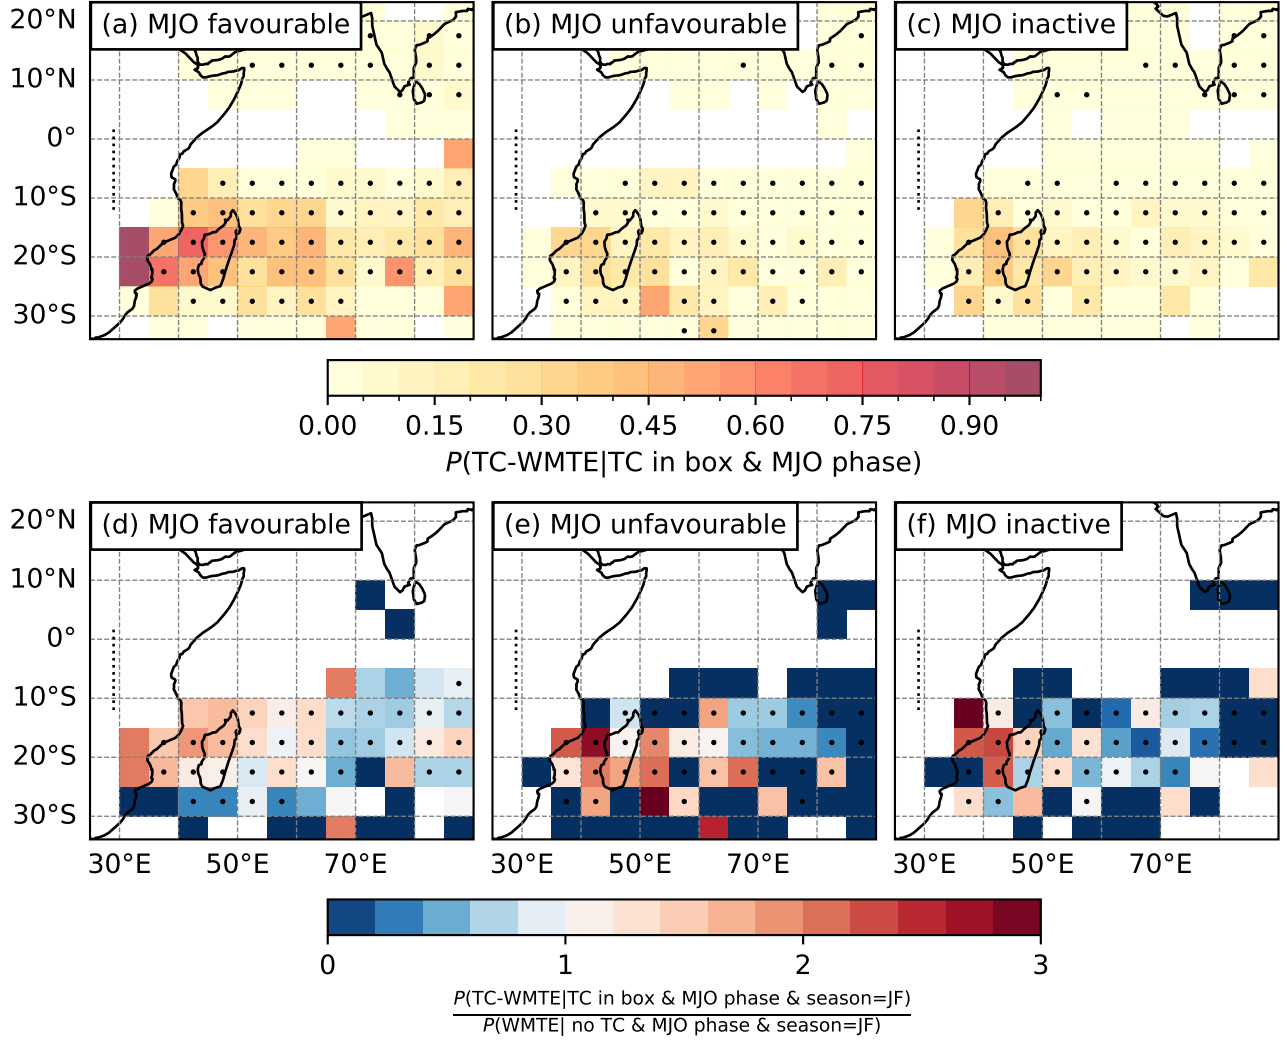 (a) MJO favourable
(b) MJO unfavourable
(c) MJO inactive
20°N
10°N
0°
10°S
20°S
30°S
0.00 0.15 0.30 0.45 0.60 0.75 0.90
P(TC-WMTE|TC in box & MJO phase)
(d) MJO favourable
(e) MJO unfavourable
(f) MJO inactive
20°N
10°N
0°
10°S
20°S
30°S
30°E 50°E 70°E 30°E 50°E 70°E 30°E 50°E 70°E
0 1 2 3
P(TC-WMTE|TC in box & MJO phase & season=JF)
P(WMTE| no TC & MJO phase & season=JF)